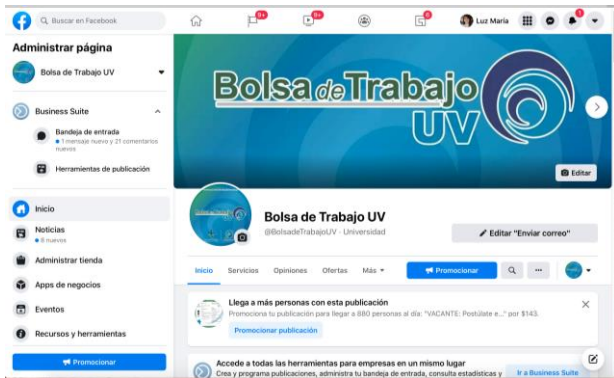 Buscar en Facebook
9+
9+
6
Luz Maria
9
Administrar página
Bolsa de Trabajo UV
Business Suite
Bandeja de entrada
1 mensaje nuevo y 21 comentarios nuevos
Herramientas de publicación
Inicio
Noticias
8 nuevos
Administrar tienda
Apps de negocios
Eventos
Recursos y herramientas
Promocionar
Bolsa de Trabajo
UV
Editar
Bolsa de Trabajo UV
@BolsadeTrabajoUV · Universidad
Editar "Enviar correo"
Inicio Servicios Opiniones Ofertas Más
Promocionar
Llega a más personas con esta publicación
Promociona tu publicación para llegar a 880 personas al día: "VACANTE: Postúlate e..." por $143.
Promocionar publicación
Accede a todas las herramientas para empresas en un mismo lugar
Crea y programa publicaciones, administra tu bandeja de entrada, consulta estadísticas y
Ir a Business Suite